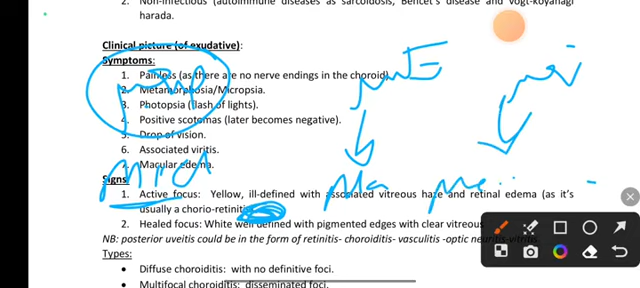 2. Non-infectious (autoimmune diseases as sarcoidosis, Behcet's disease and Vogt-koyanagi
harada.
Clinical picture (of exudative):
Symptoms:
1. Painless (as there are no nerve endings in the choroid)
2. Metamorphosia/Micropsia.
3. Photopsia (flash of lights).
4. Positive scotomas (later becomes negative).
5. Drop of vision.
6. Associated viritis.
7. Macular edema.
Signs
1. Active focus: Yellow, ill-defined with associated vitreous haze and retinal edema (as it's
usually a chorio-retinitis
2. Healed focus: White well defined with pigmented edges with clear vitreous
NB: posterior uveitis could be in the form of retinitis- choroiditis- vasculitis -optic neuritis-vitritis
Types:
• Diffuse choroiditis: with no definitive foci.
• Multifocal choroiditis: disseminated foci.